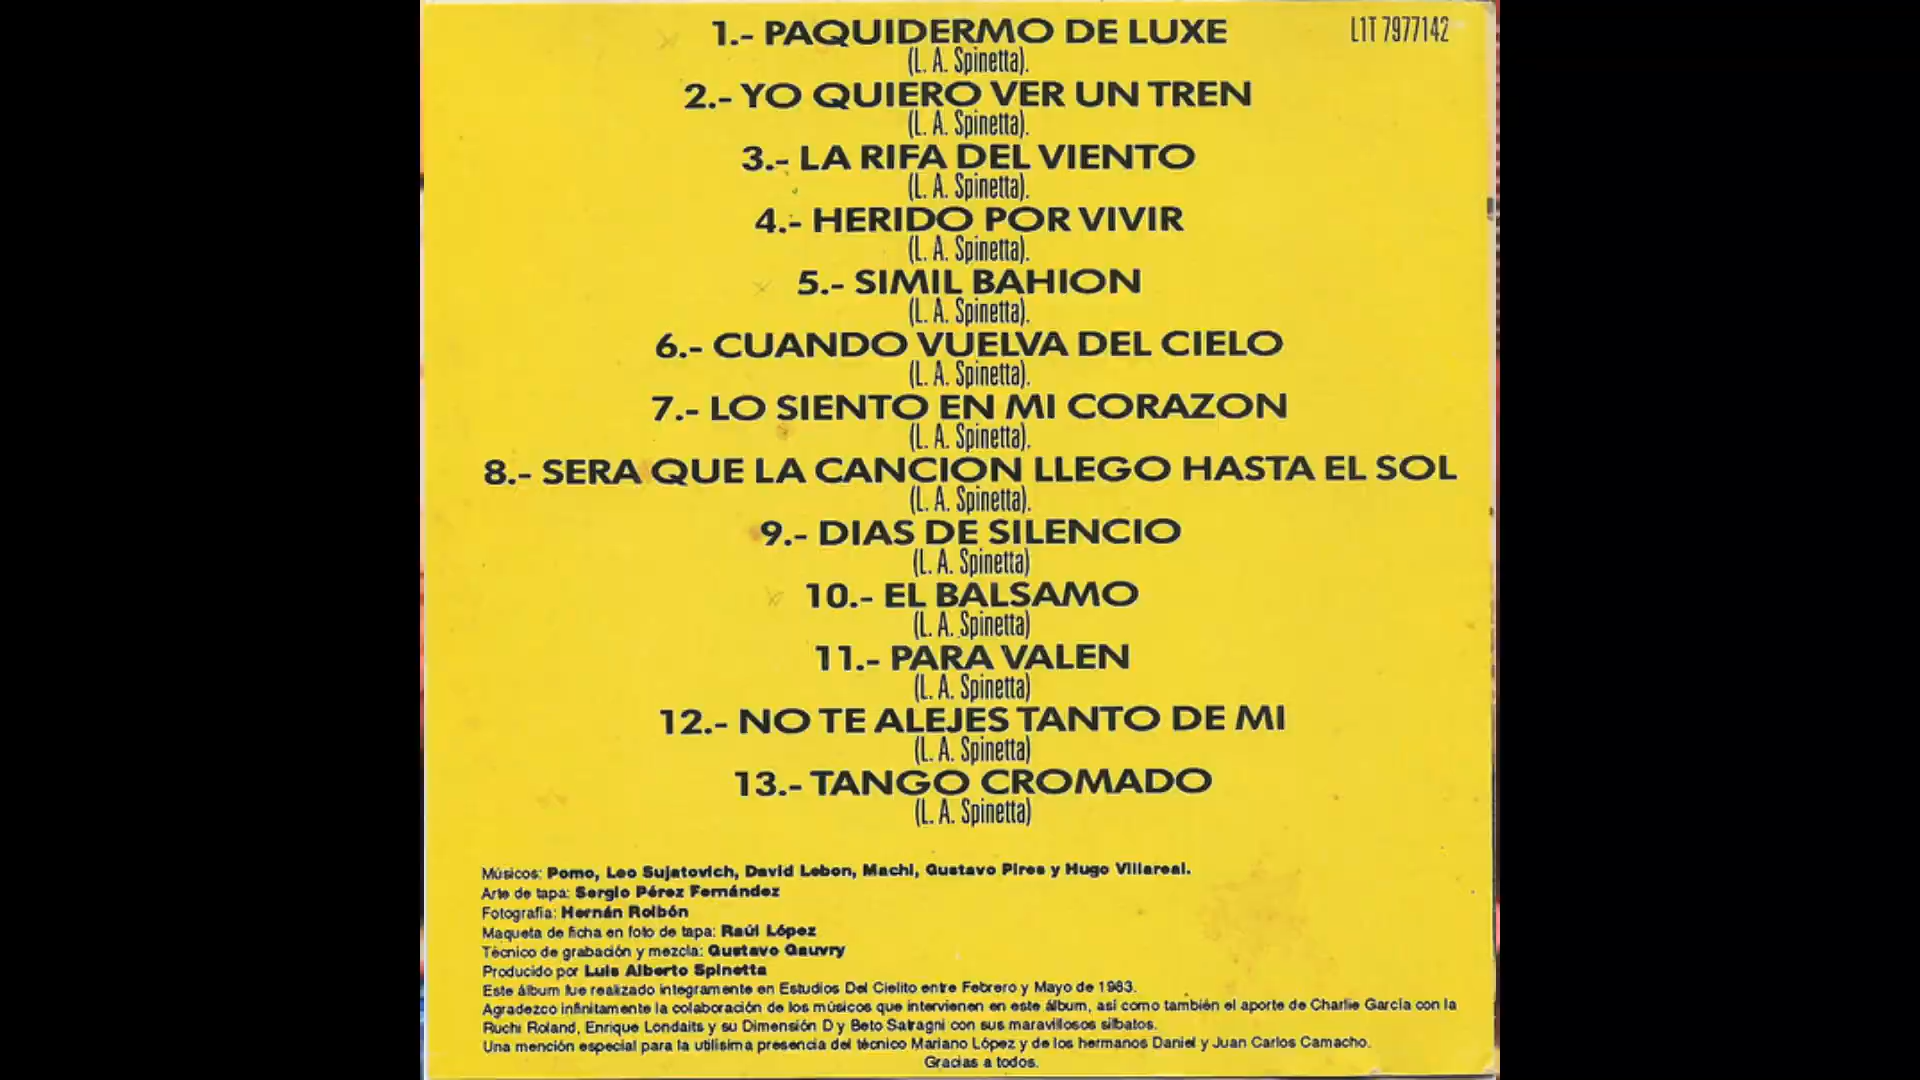 1.- PAQUIDERMO DE LUXE
L1T 7977142
(L. A. Spinetta).
2.- YO QUIERO VER UN TREN
(L. A. Spinetta).
3.- LA RIFA DEL VIENTO
(L. A. Spinetta).
4.- HERIDO POR VIVIR
(L. A. Spinetta).
5.- SIMIL BAHION
(L. A. Spinetta).
6.- CUANDO VUELVA DEL CIELO
(L. A. Spinetta).
7.- LO SIENTO EN MI CORAZON
(L. A. Spinetta).
8.- SERA QUE LA CANCION LLEGO HASTA EL SOL
(L. A. Spinetta).
9.- DIAS DE SILENCIO
(L. A. Spinetta)
10.- EL BALSAMO
(L. A. Spinetta)
11.- PARA VALEN
(L. A. Spinetta)
12.- NO TE ALEJES TANTO DE MI
(L. A. Spinetta)
13.- TANGO CROMADO
(L. A. Spinetta)
Músicos: Pomo, Leo Sujatovich, David Lebon, Machi, Gustavo Pires y Hugo Villareal.
Arte de tapa: Sergio Pérez Fernández
Fotografía: Hernán Roibón
Maqueta de ficha en foto de tapa: Raúl López
Técnico de grabación y mezcla: Gustavo Gauvry
Producido por Luis Alberto Spinetta
Este álbum fue realizado integramente en Estudios Del Cielito entre Febrero y Mayo de 1983.
Agradezco infinitamente la colaboración de los músicos que intervienen en este álbum, así como también el aporte de Charlie García con la
Ruchi Roland, Enrique Londaits y su Dimensión D y Beto Satragni con sus maravillosos silbatos.
Una mención especial para la utilísima presencia del técnico Mariano López y de los hermanos Daniel y Juan Carlos Camacho.
Gracias a todos.